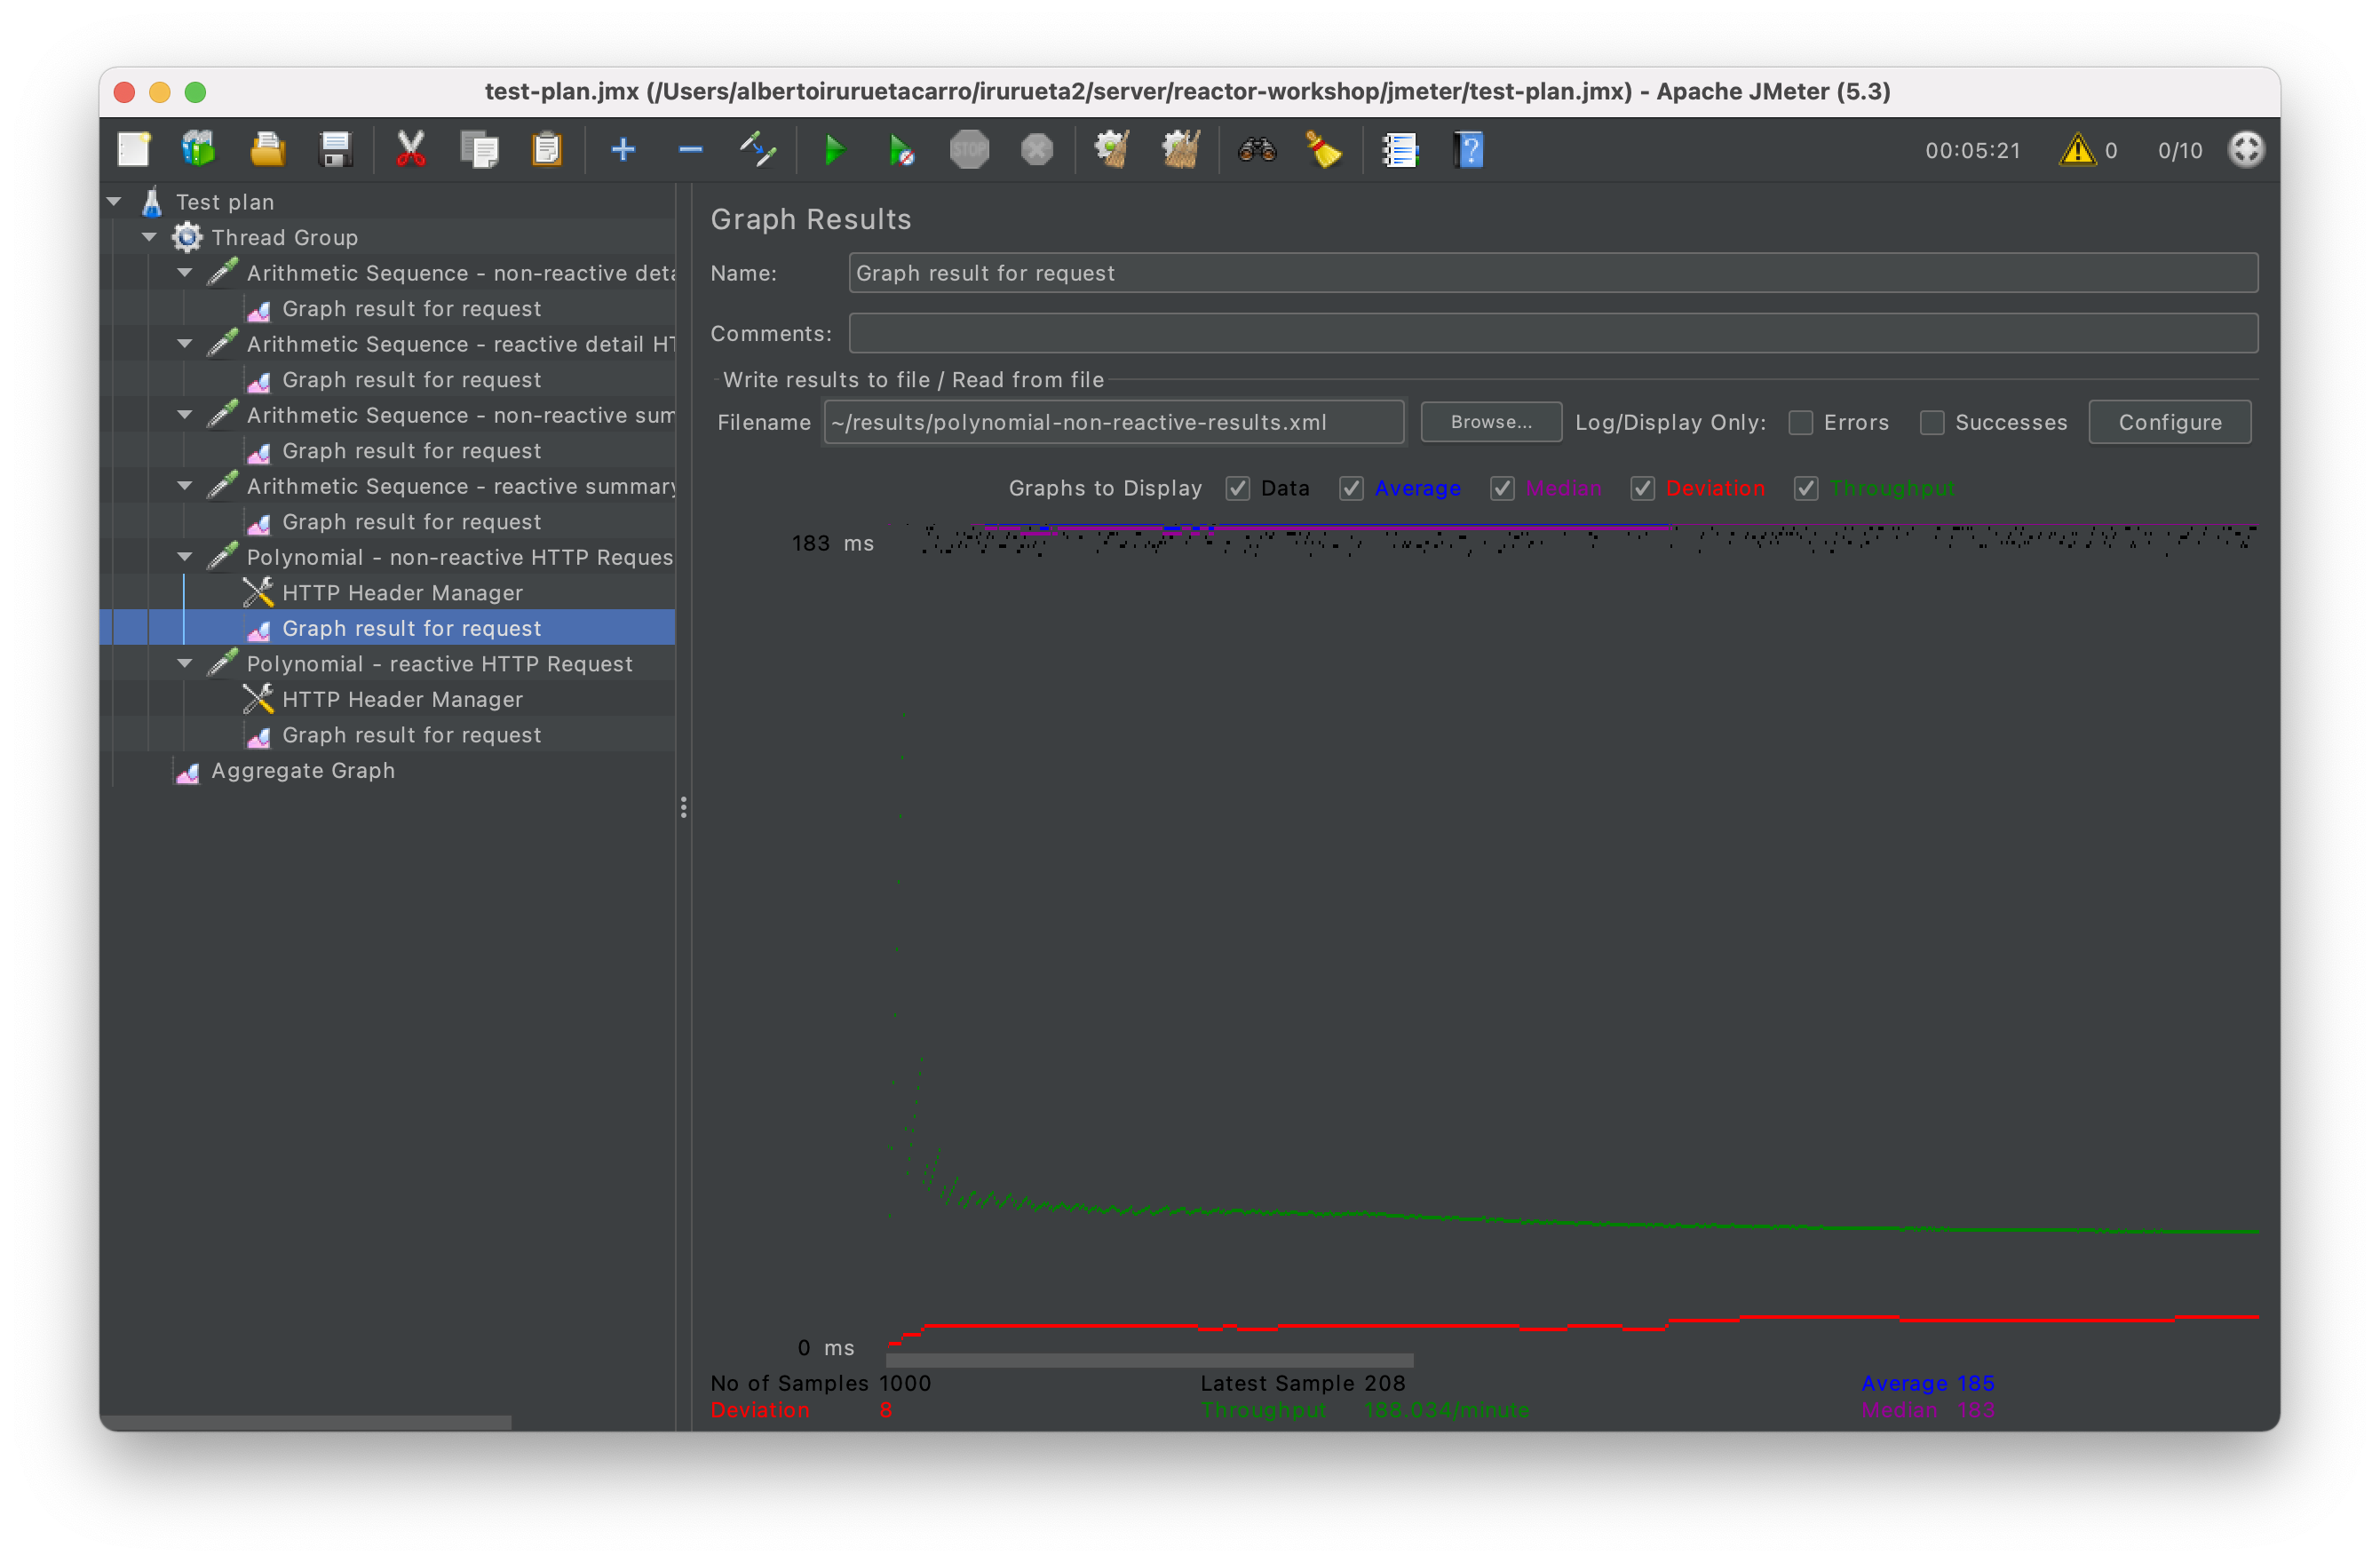 test-plan.jmx (/Users/albertoiruruetacarro/irurueta2/server/reactor-workshop/jmeter/test-plan.jmx) - Apache JMeter (5.3)
STOP
00:05:21
0
0/10
Test plan
Thread Group
Arithmetic Sequence - non-reactive deta
Graph result for request
Arithmetic Sequence - reactive detail HT
Graph result for request
Arithmetic Sequence - non-reactive sum
Graph result for request
Arithmetic Sequence - reactive summary
Graph result for request
Polynomial - non-reactive HTTP Reques
HTTP Header Manager
Graph result for request
Polynomial - reactive HTTP Request
HTTP Header Manager
Graph result for request
Aggregate Graph
Graph Results
Name: Graph result for request
Comments:
Write results to file / Read from file
Filename ~/results/polynomial-non-reactive-results.xml Browse... Log/Display Only: Errors Successes Configure
Graphs to Display Data Average Median Deviation Throughput
183 ms
0 ms
No of Samples 1000 Latest Sample 208 Average 185
Deviation 8 Throughput 188.034/minute Median 183